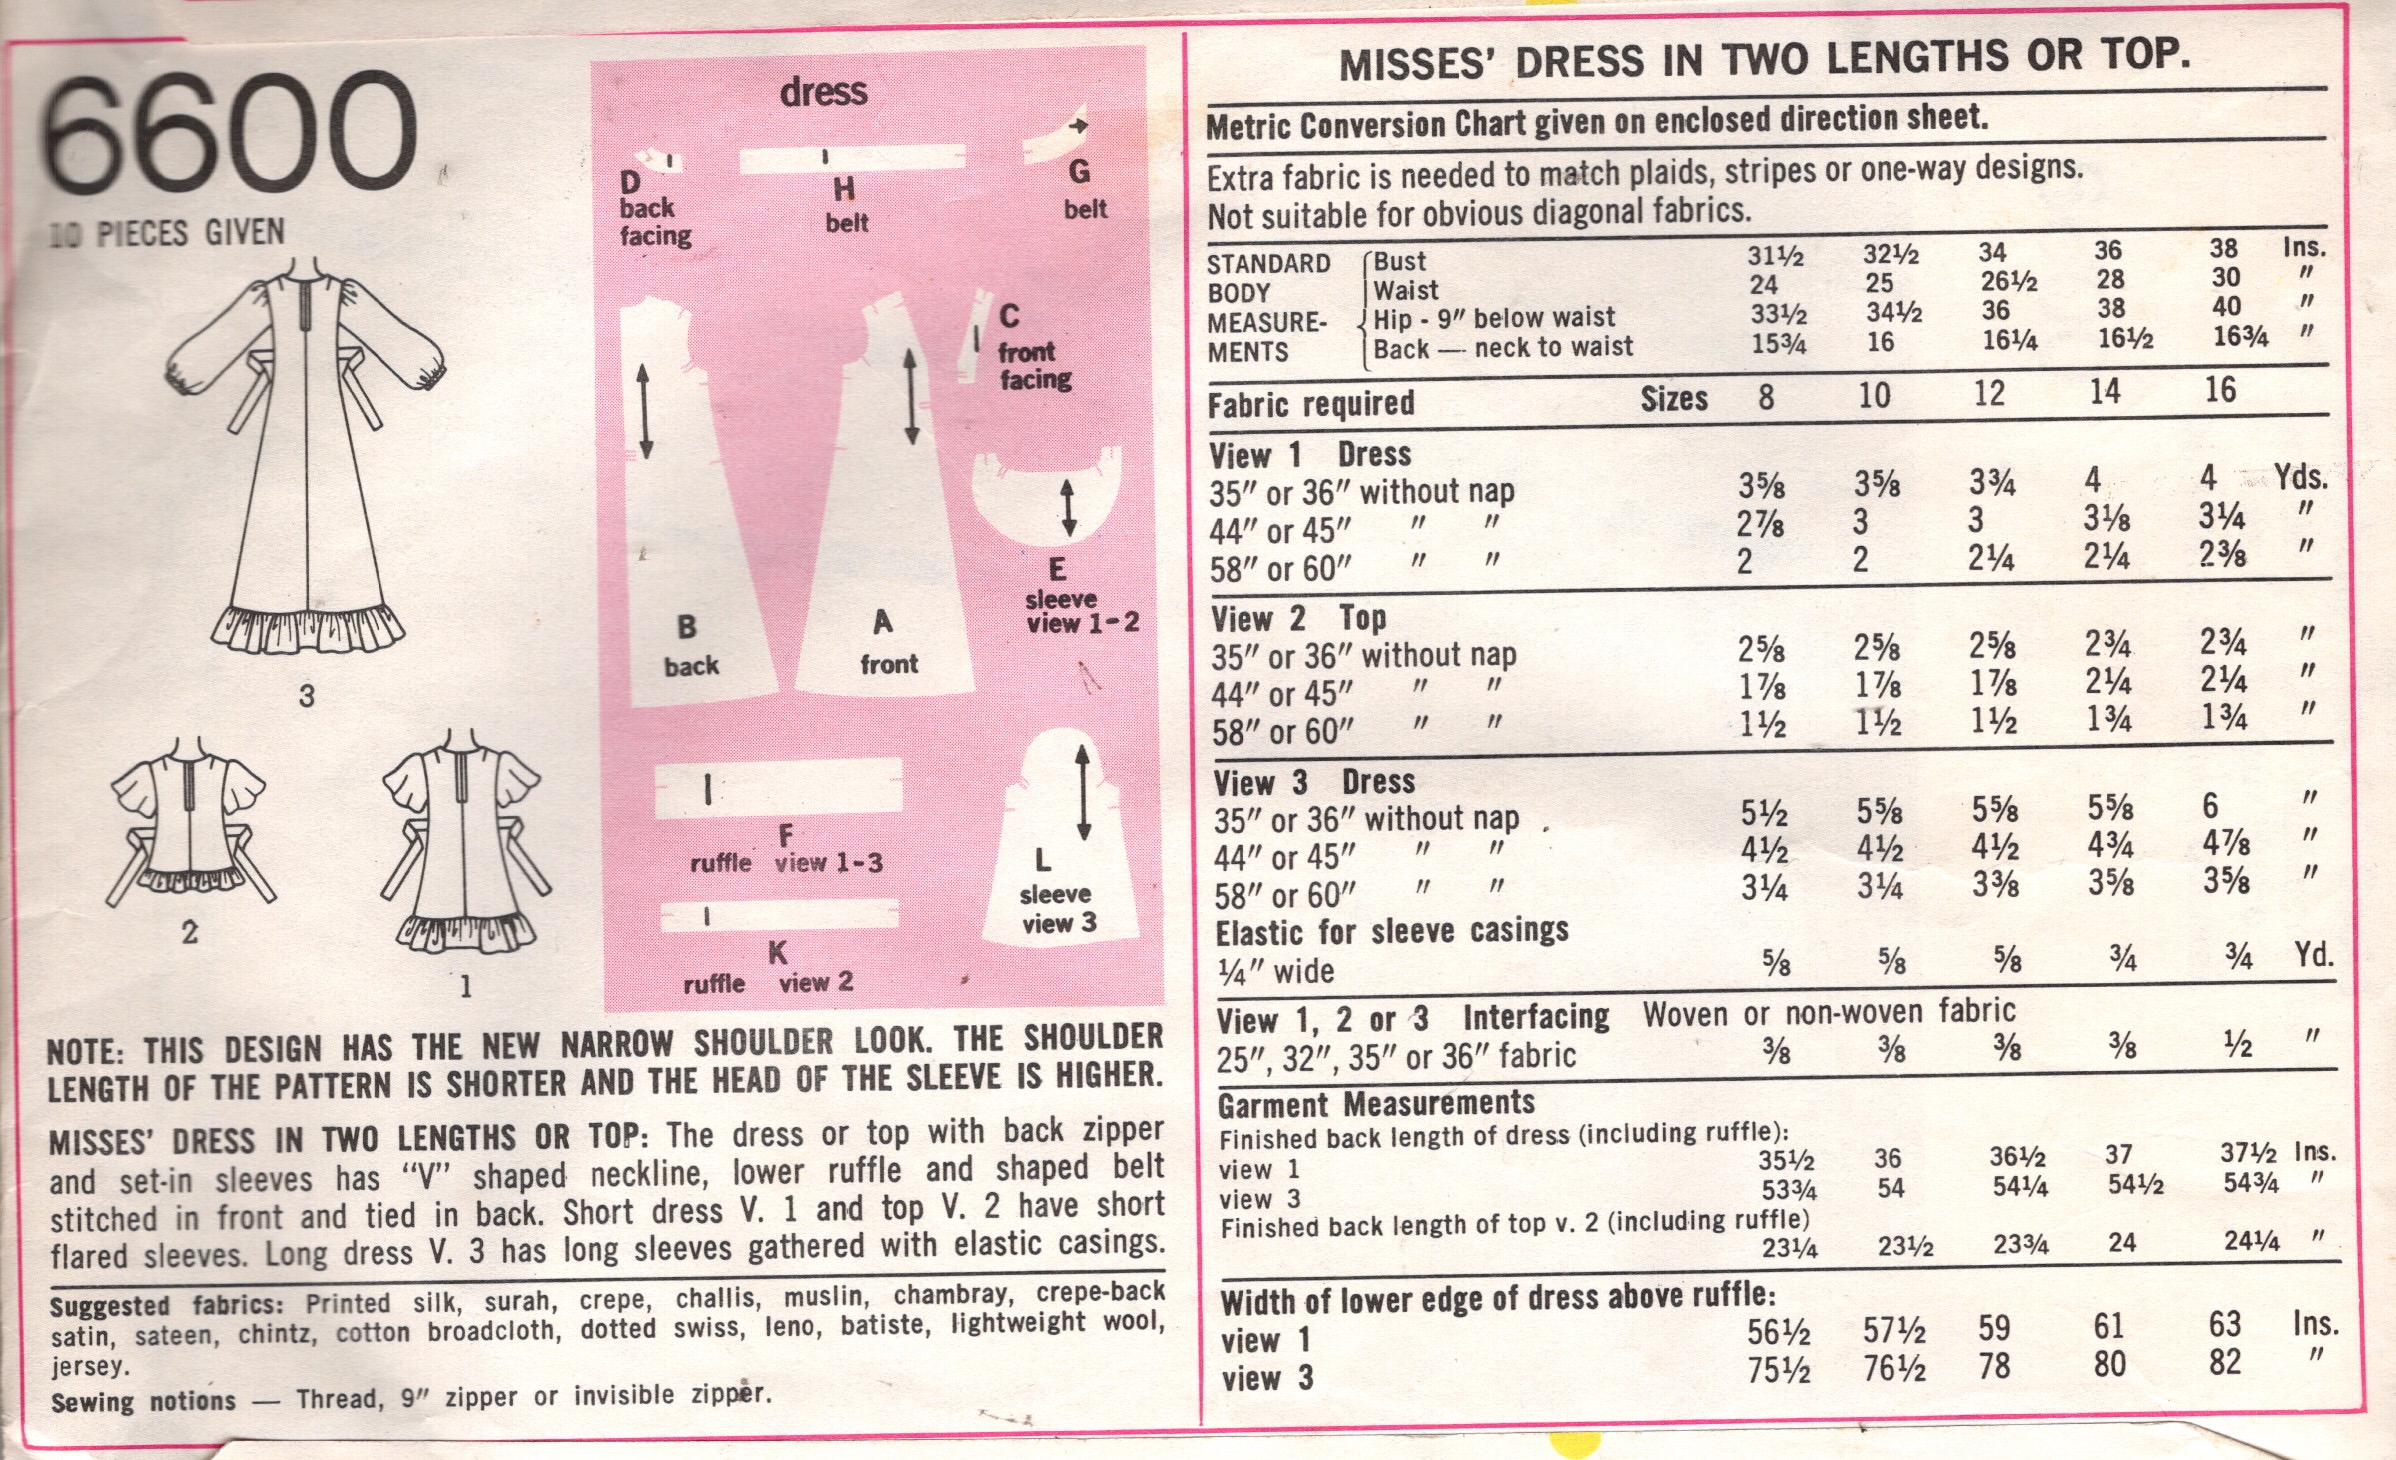 6600
10 PIECES GIVEN
3
2
1
dress
D
back
facing
H
belt
G
belt
C
front
facing
B
back
A
front
E
sleeve
view 1-2
F
ruffle view 1-3
K
ruffle view 2
L
sleeve
view 3
NOTE: THIS DESIGN HAS THE NEW NARROW SHOULDER LOOK. THE SHOULDER
LENGTH OF THE PATTERN IS SHORTER AND THE HEAD OF THE SLEEVE IS HIGHER.
MISSES' DRESS IN TWO LENGTHS OR TOP: The dress or top with back zipper
and set-in sleeves has "V" shaped neckline, lower ruffle and shaped belt
stitched in front and tied in back. Short dress V. 1 and top V. 2 have short
flared sleeves. Long dress V. 3 has long sleeves gathered with elastic casings.
Suggested fabrics: Printed silk, surah, crepe, challis, muslin, chambray, crepe-back
satin, sateen, chintz, cotton broadcloth, dotted swiss, leno, batiste, lightweight wool,
jersey.
Sewing notions — Thread, 9" zipper or invisible zipper.
MISSES' DRESS IN TWO LENGTHS OR TOP.
Metric Conversion Chart given on enclosed direction sheet.
Extra fabric is needed to match plaids, stripes or one-way designs.
Not suitable for obvious diagonal fabrics.
STANDARD Bust 31½ 32½ 34 36 38 Ins.
BODY Waist 24 25 26½ 28 30 "
MEASURE- Hip - 9" below waist 33½ 34½ 36 38 40 "
MENTS Back — neck to waist 15¾ 16 16¼ 16½ 16¾ "
Fabric required Sizes 8 10 12 14 16
View 1 Dress
35" or 36" without nap 3⅝ 3⅝ 3¾ 4 4 Yds.
44" or 45" " " 2⅞ 3 3 3⅛ 3¼ "
58" or 60" " " 2 2 2¼ 2¼ 2⅜ "
View 2 Top
35" or 36" without nap 2⅝ 2⅝ 2⅝ 2¾ 2¾ "
44" or 45" " " 1⅞ 1⅞ 1⅞ 2¼ 2¼ "
58" or 60" " " 1½ 1½ 1½ 1¾ 1¾ "
View 3 Dress
35" or 36" without nap 5½ 5⅝ 5⅝ 5⅝ 6 "
44" or 45" " " 4½ 4½ 4½ 4¾ 4⅞ "
58" or 60" " " 3¼ 3¼ 3⅜ 3⅝ 3⅝ "
Elastic for sleeve casings
¼" wide ⅝ ⅝ ⅝ ¾ ¾ Yd.
View 1, 2 or 3 Interfacing Woven or non-woven fabric
25", 32", 35" or 36" fabric ⅜ ⅜ ⅜ ⅜ ½ "
Garment Measurements
Finished back length of dress (including ruffle):
view 1 35½ 36 36½ 37 37½ Ins.
view 3 53¾ 54 54¼ 54½ 54¾ "
Finished back length of top v. 2 (including ruffle)
23¼ 23½ 23¾ 24 24¼ "
Width of lower edge of dress above ruffle:
view 1 56½ 57½ 59 61 63 Ins.
view 3 75½ 76½ 78 80 82 "